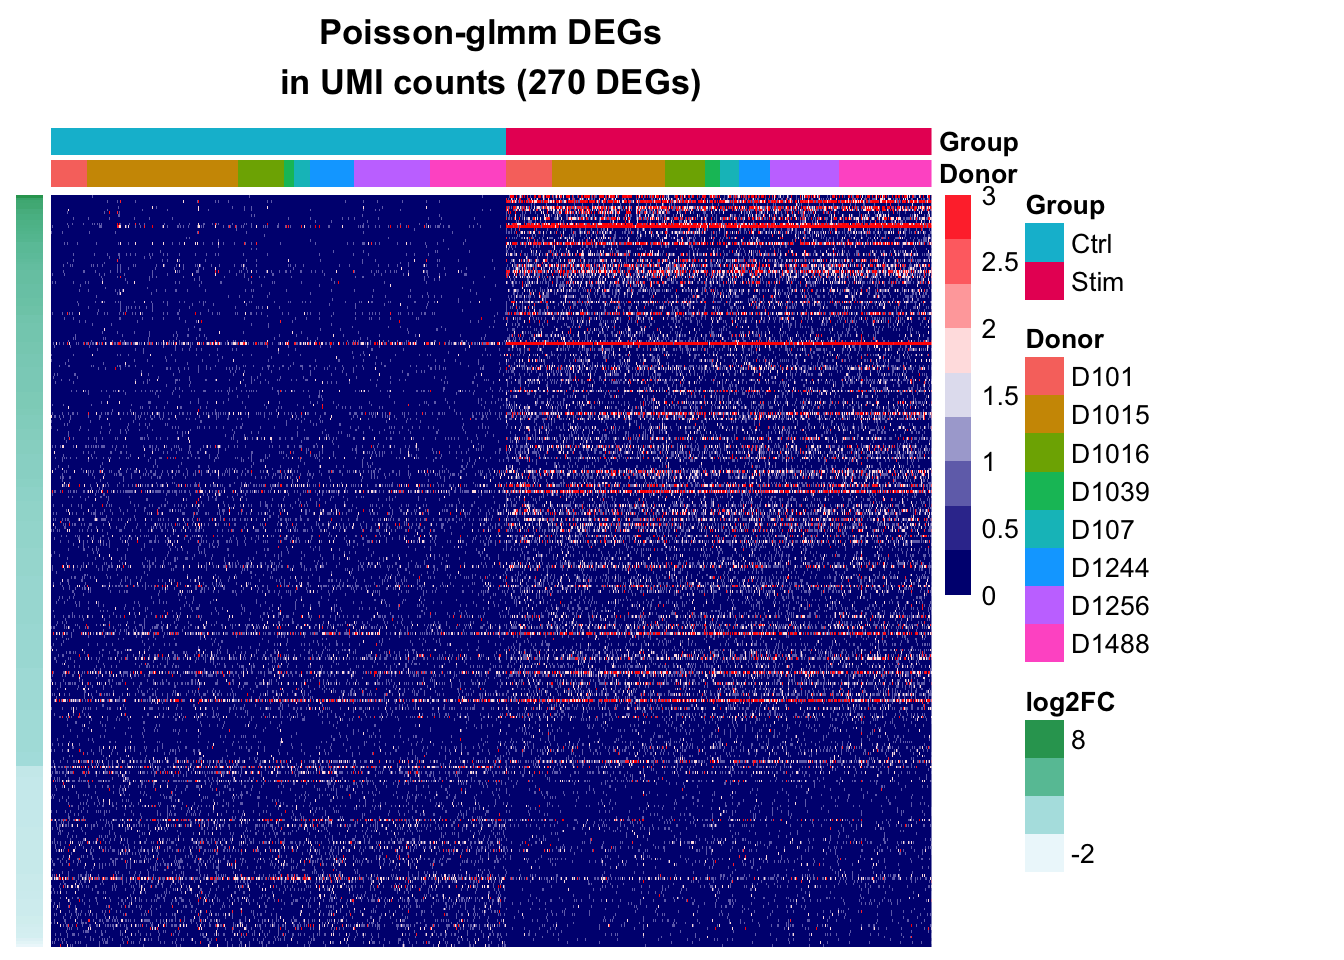 Poisson-glmm DEGs
in UMI counts (270 DEGs)
Group
Donor
3
2.5
2
1.5
1
0.5
0
Group
Ctrl
Stim
Donor
D101
D1015
D1016
D1039
D107
D1244
D1256
D1488
log2FC
8
-2